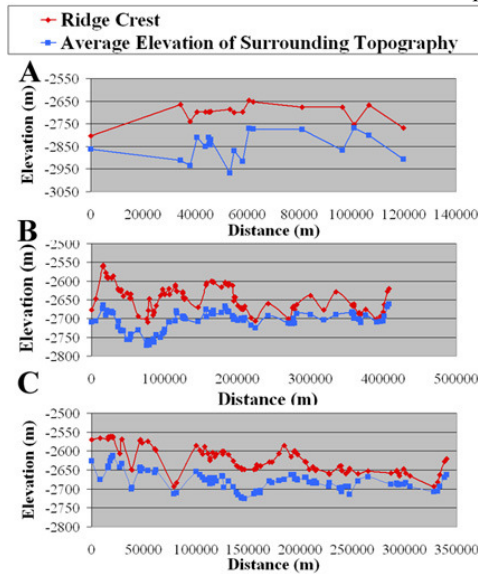 Ridge Crest
Average Elevation of Surrounding Topography
A
-2550
-2650
-2750
-2850
-2950
-3050
Elevation (m)
0 20000 40000 60000 80000 100000 120000 140000
Distance (m)
B
-2500
-2550
-2600
-2650
-2700
-2750
-2800
Elevation (m)
0 100000 200000 300000 400000 500000
Distance (m)
C
-2500
-2550
-2600
-2650
-2700
-2750
-2800
Elevation (m)
0 50000 100000 150000 200000 250000 300000 350000
Distance (m)